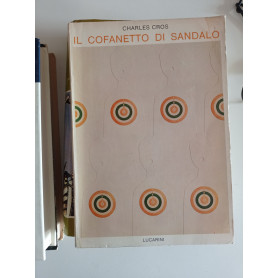 CHARLES CROS
IL COFANETTO DI SANDALO
LUCARINI